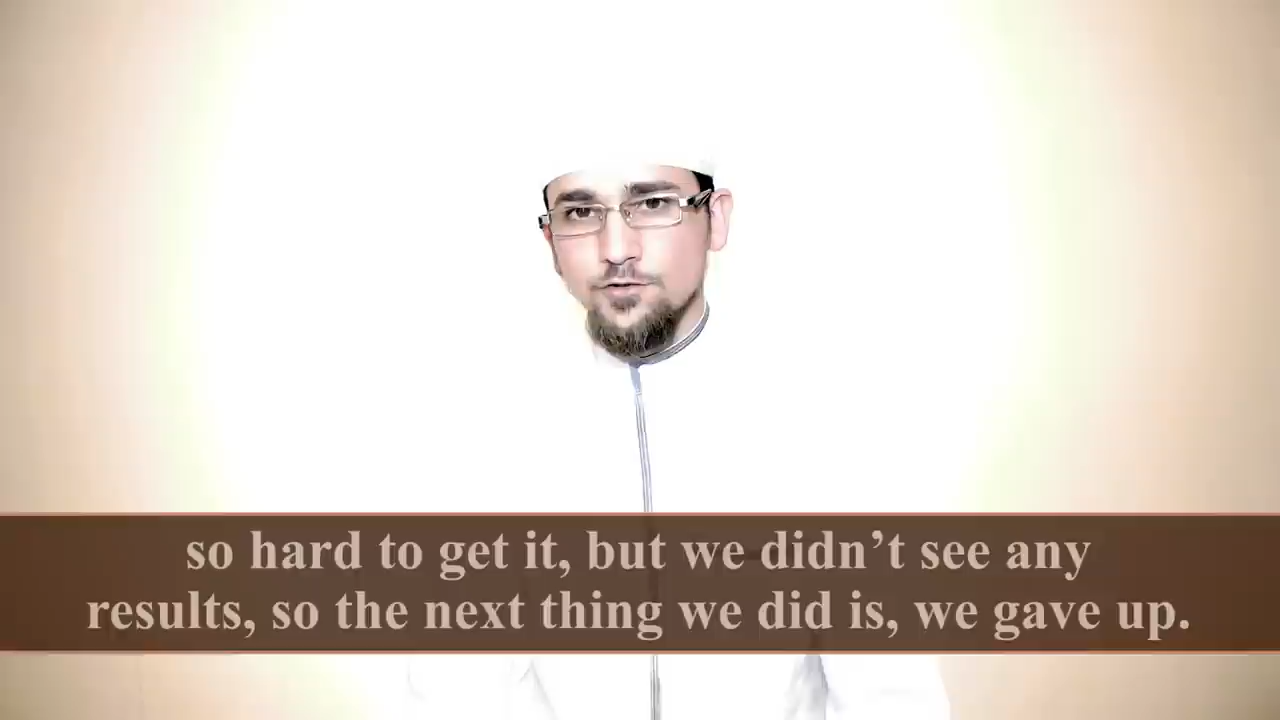 so hard to get it, but we didn’t see any
results, so the next thing we did is, we gave up.